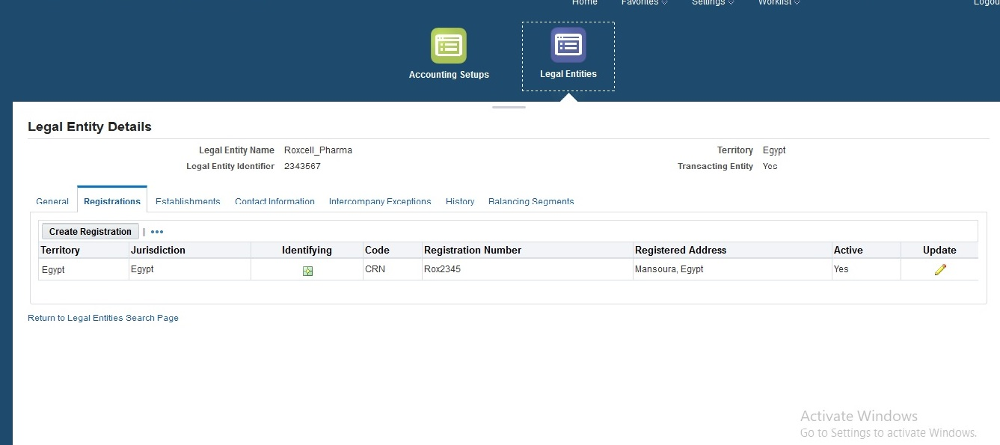 Home Favorites Settings Worklist Logou
Accounting Setups Legal Entities
Legal Entity Details
Legal Entity Name Roxcell_Pharma Territory Egypt
Legal Entity Identifier 2343567 Transacting Entity Yes
General Registrations Establishments Contact Information Intercompany Exceptions History Balancing Segments
Create Registration | •••
Territory Jurisdiction Identifying Code Registration Number Registered Address Active Update
Egypt Egypt CRN Rox2345 Mansoura, Egypt Yes
Return to Legal Entities Search Page
Activate Windows
Go to Settings to activate Windows.